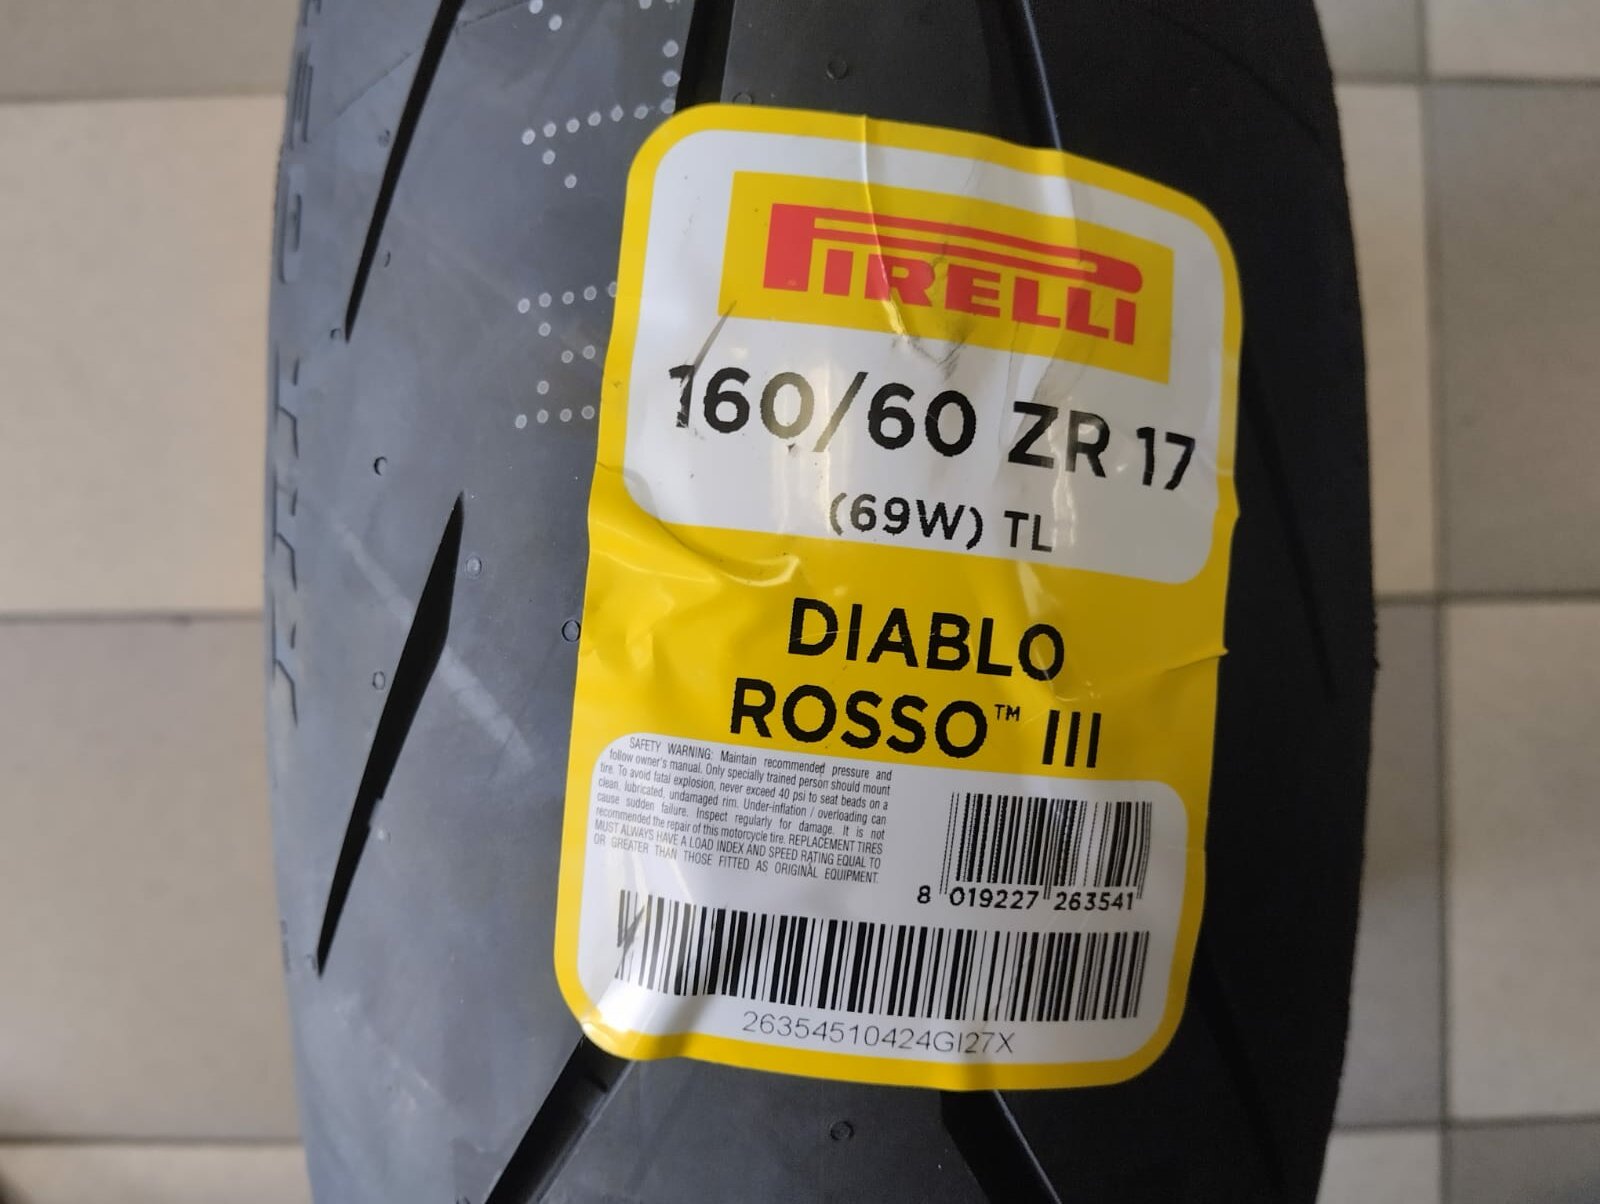 PIRELLI
160/60 ZR 17
(69W) TL
DIABLO
ROSSO™ III
SAFETY WARNING: Maintain recommended pressure and
follow owner's manual. Only specially trained person should mount
tire. To avoid fatal explosion, never exceed 40 psi to seat beads on a
clean, lubricated, undamaged rim. Under-inflation / overloading can
cause sudden failure. Inspect regularly for damage. It is not
recommended the repair of this motorcycle tire. REPLACEMENT TIRES
MUST ALWAYS HAVE A LOAD INDEX AND SPEED RATING EQUAL TO
OR GREATER THAN THOSE FITTED AS ORIGINAL EQUIPMENT.
8 019227 263541
26354510424GI27X